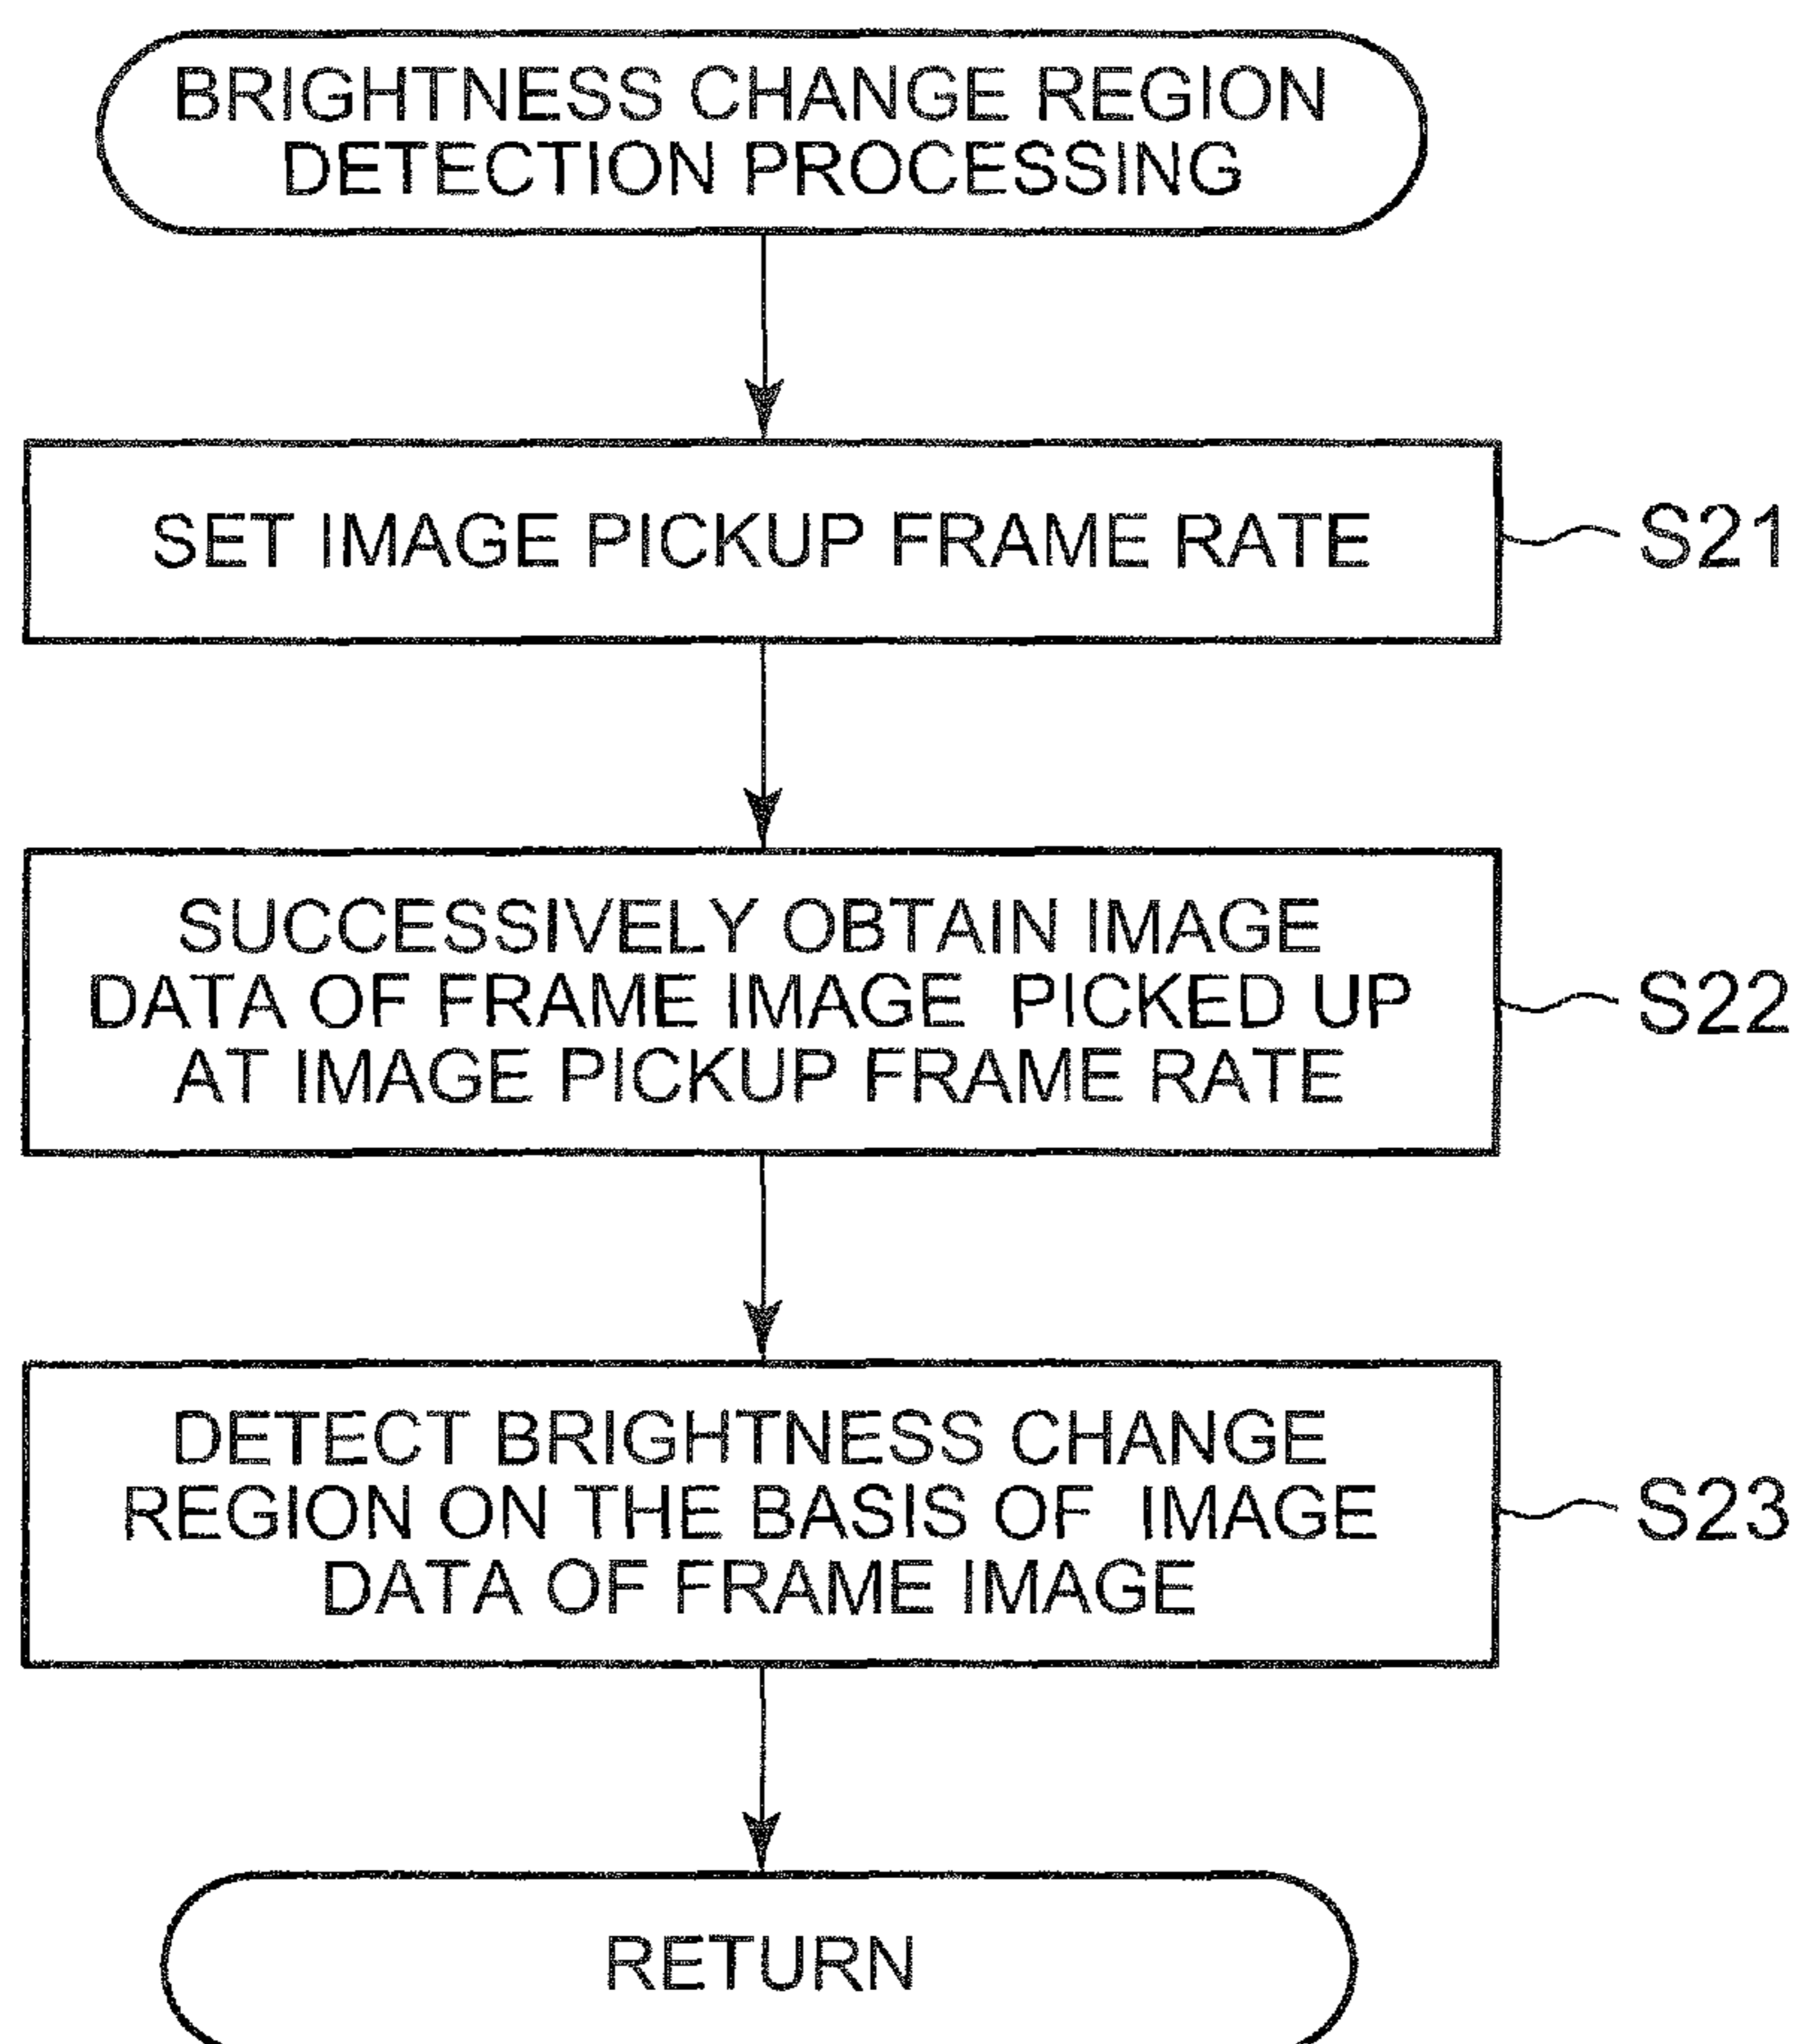 BRIGHTNESS CHANGE REGION
DETECTION PROCESSING
SET IMAGE PICKUP FRAME RATE
S21
SUCCESSIVELY OBTAIN IMAGE
DATA OF FRAME IMAGE PICKED UP
AT IMAGE PICKUP FRAME RATE
S22
DETECT BRIGHTNESS CHANGE
REGION ON THE BASIS OF IMAGE
DATA OF FRAME IMAGE
S23
RETURN